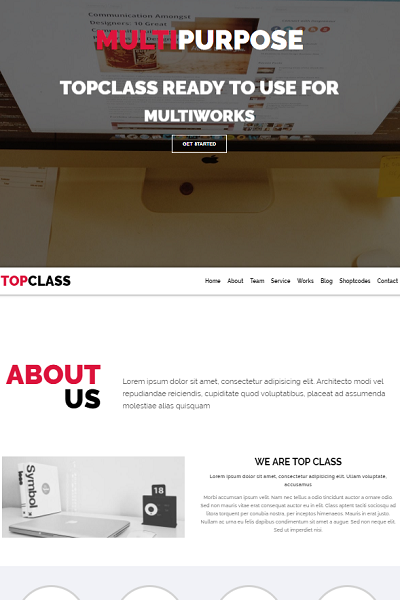 Communication Amongst
Designers: 10 Great
MULTIPURPOSE
TOPCLASS READY TO USE FOR
MULTIWORKS
GET STARTED
TOPCLASS
Home About Team Service Works Blog Shoptcodes Contact
ABOUT
US
Lorem ipsum dolor sit amet, consectetur adipisicing elit. Architecto modi vel
repudiandae reiciendis, cupiditate quod voluptatibus, placeat ad assumenda
molestiae alias quisquam
WE ARE TOP CLASS
Lorem ipsum dolor sit amet, consectetur adipisicing elit. Ullam voluptate,
accusamus
Morbi accumsan ipsum velit. Nam nec tellus a odio tincidunt auctor a ornare odio.
Sed non mauris vitae erat consequat auctor eu in elit. Class aptent taciti sociosqu ad
litora torquent per conubia nostra, per inceptos himenaeos. Mauris in erat justo.
Nullam ac urna eu felis dapibus condimentum sit amet a augue. Sed non neque elit.
Sed ut imperdiet nisi.
Symbol
18